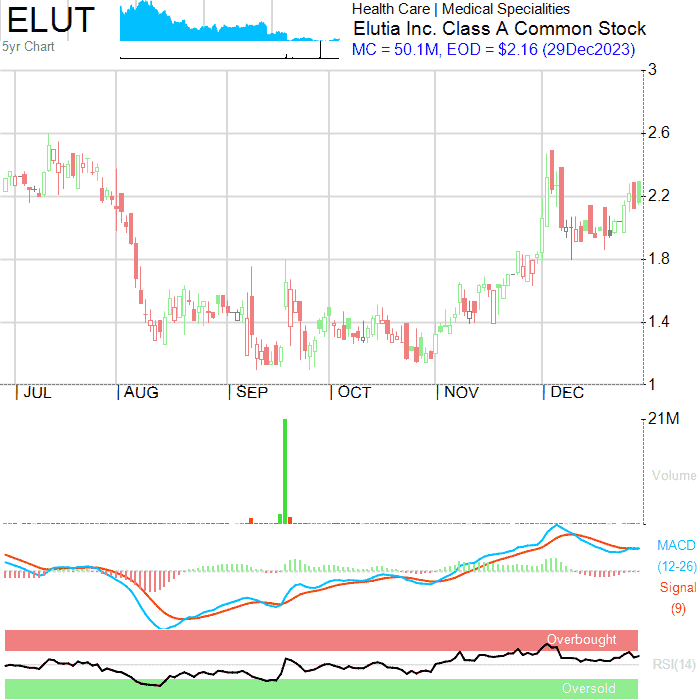 ELUT
5yr Chart
Health Care | Medical Specialities
Elutia Inc. Class A Common Stock
MC = 50.1M, EOD = $2.16 (29Dec2023)
3
2.6
2.2
1.8
1.4
1
JUL AUG SEP OCT NOV DEC
21M
Volume
MACD
(12-26)
Signal
(9)
Overbought
RSI(14)
Oversold